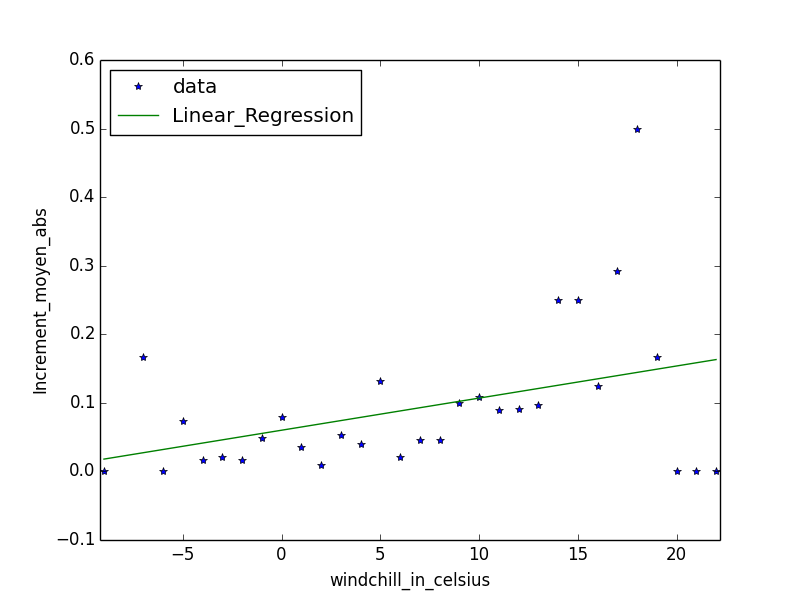 data
Linear_Regression
0.6
0.5
0.4
0.3
0.2
0.1
0.0
−0.1
Increment_moyen_abs
−5 0 5 10 15 20
windchill_in_celsius